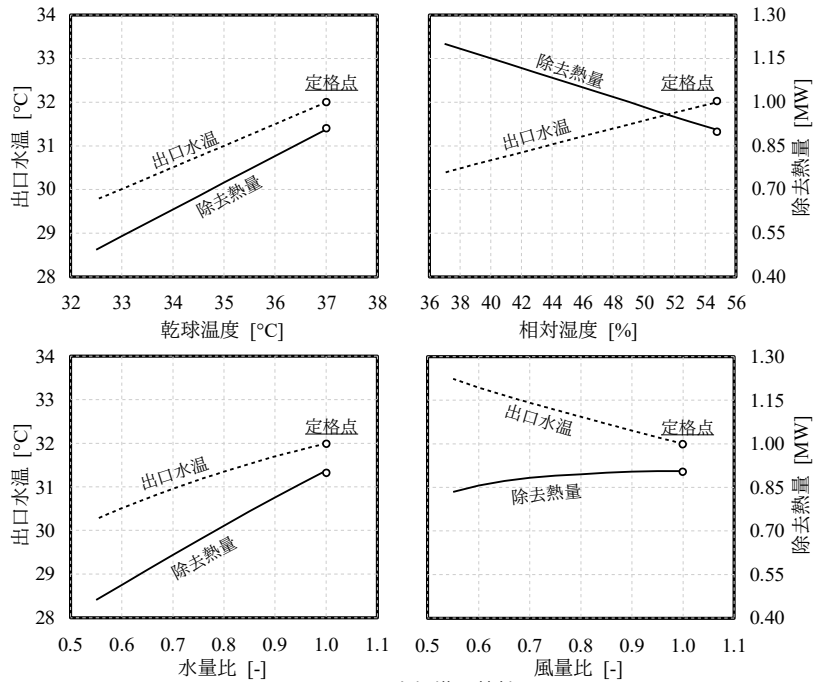 34
33
32
31
30
29
28
出口水温 [℃]
定格点
出口水温
除去熱量
32 33 34 35 36 37 38
乾球温度 [°C]
除去熱量
定格点
出口水温
1.30
1.15
1.00
0.85
0.70
0.55
0.40
除去熱量 [MW]
36 38 40 42 44 46 48 50 52 54 56
相対湿度 [%]
34
33
32
31
30
29
28
出口水温 [℃]
定格点
出口水温
除去熱量
0.5 0.6 0.7 0.8 0.9 1.0 1.1
水量比 [-]
出口水温
定格点
除去熱量
1.30
1.15
1.00
0.85
0.70
0.55
0.40
除去熱量 [MW]
0.5 0.6 0.7 0.8 0.9 1.0 1.1
風量比 [-]